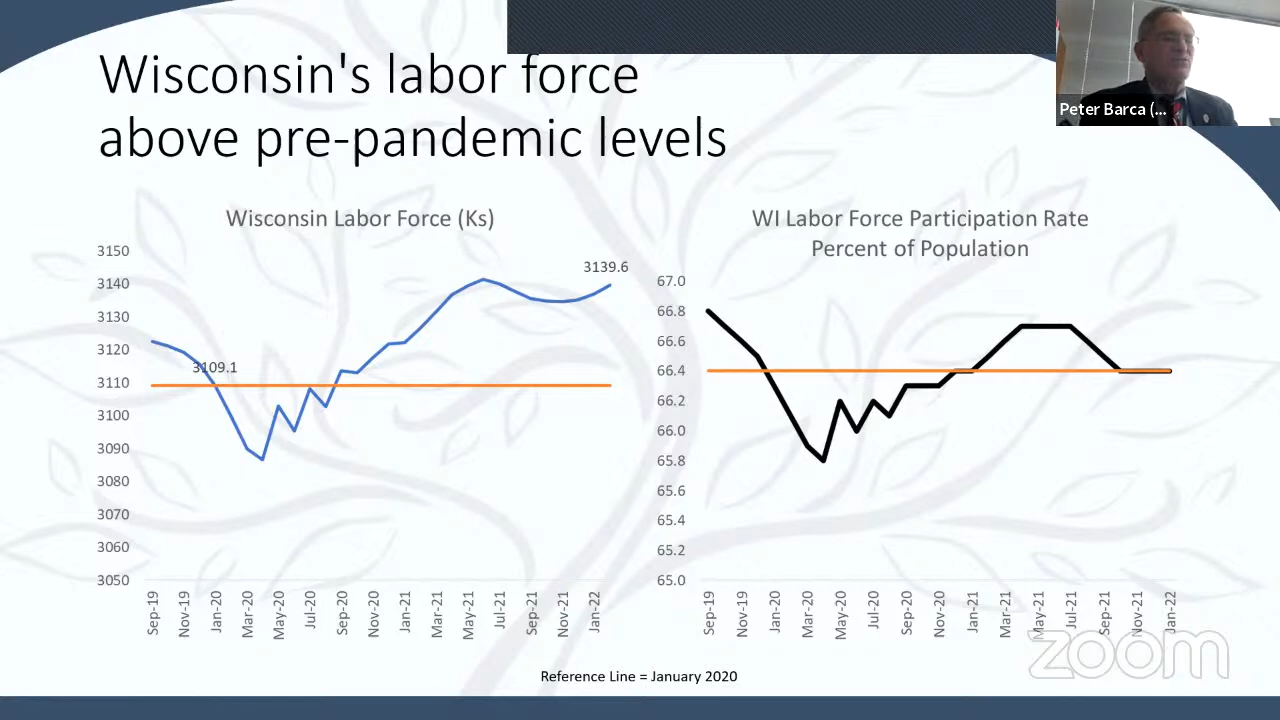 Wisconsin's labor force
above pre-pandemic levels
Peter Barca (...
Wisconsin Labor Force (Ks)
3150
3140
3130
3120
3110
3100
3090
3080
3070
3060
3050
3109.1
3139.6
Sep-19
Nov-19
Jan-20
Mar-20
May-20
Jul-20
Sep-20
Nov-20
Jan-21
Mar-21
May-21
Jul-21
Sep-21
Nov-21
Jan-22
WI Labor Force Participation Rate
Percent of Population
67.0
66.8
66.6
66.4
66.2
66.0
65.8
65.6
65.4
65.2
65.0
Sep-19
Nov-19
Jan-20
Mar-20
May-20
Jul-20
Sep-20
Nov-20
Jan-21
Mar-21
May-21
Jul-21
Sep-21
Nov-21
Jan-22
zoom
Reference Line = January 2020